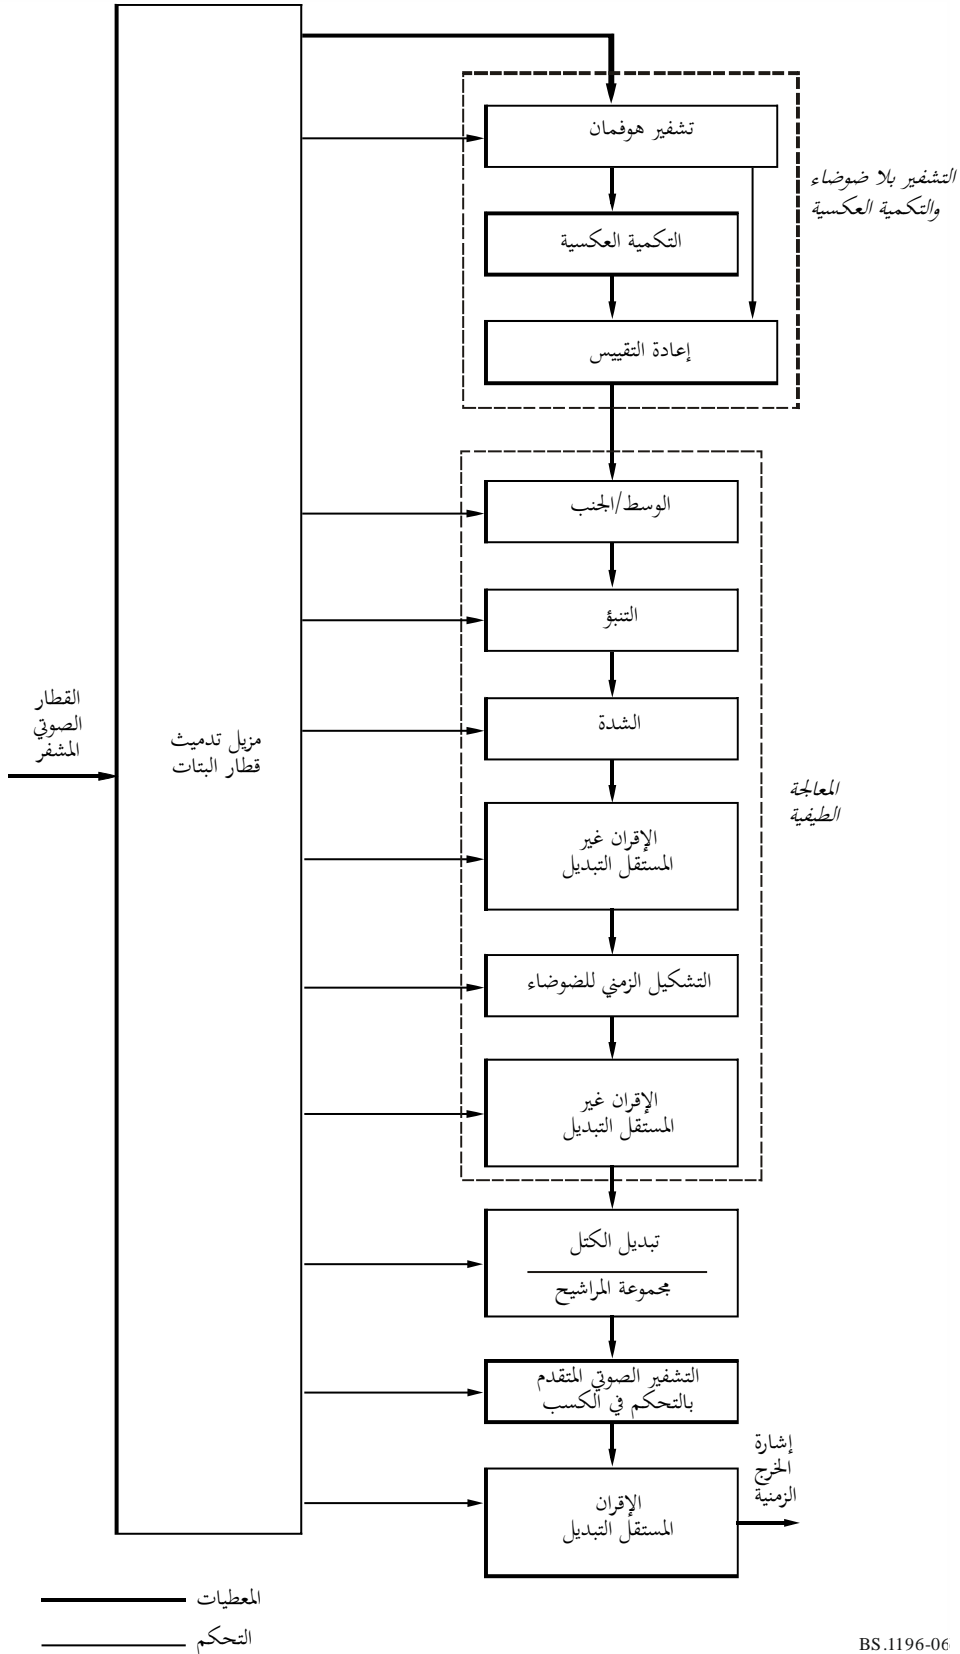 تشفير هوفمان
التشفير بلا ضوضاء
والتكمية العكسية
التكمية العكسية
إعادة التقييس
الوسط/الجنب
التنبؤ
الشدة
القطار
الصوتي
المشفر
مزيل تدميث
قطار البتات
المعالجة
الطيفية
الإقران غير
المستقل التبديل
التشكيل الزمني للضوضاء
الإقران غير
المستقل التبديل
تبديل الكتل
مجموعة المراشيح
التشفير الصوتي المتقدم
بالتحكم في الكسب
إشارة
الخرج
الزمنية
الإقران
المستقل التبديل
المعطيات
التحكم
BS.1196-06